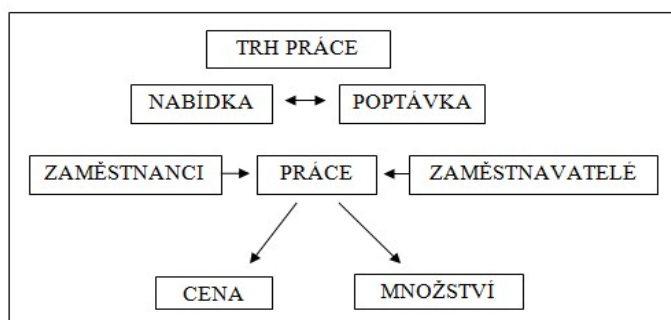 TRH PRÁCE
NABÍDKA POPTÁVKA
ZAMĚSTNANCI PRÁCE ZAMĚSTNAVATELÉ
CENA MNOŽSTVÍ